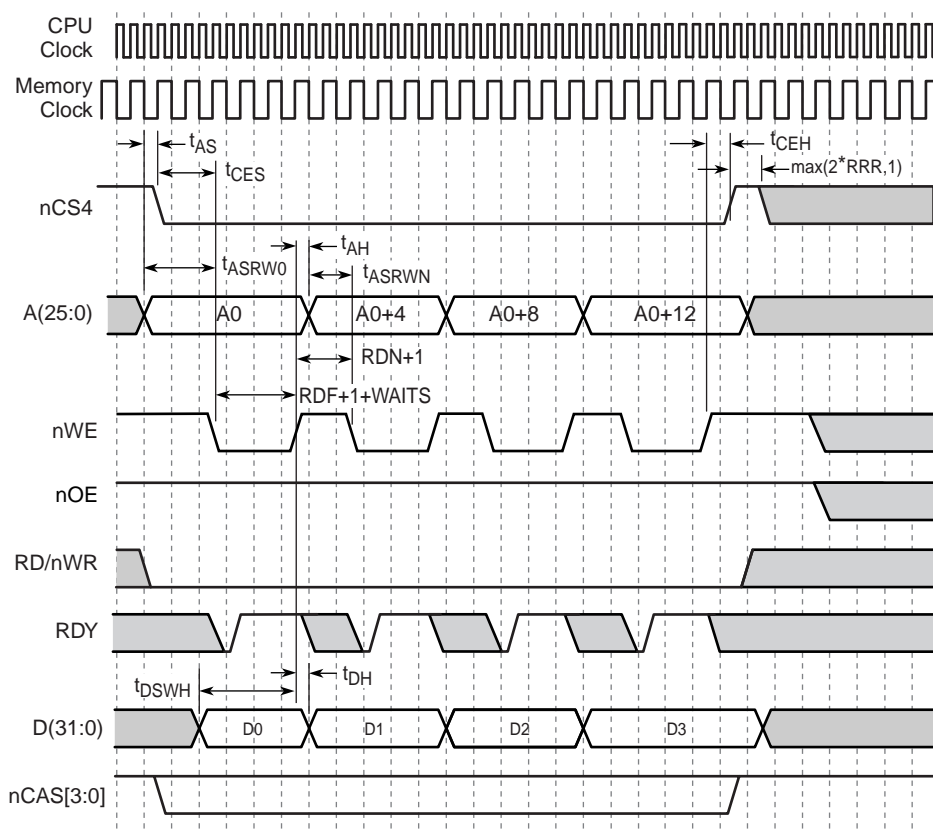 CPU
Clock
Memory
Clock
tAS
tCEH
tCES
max(2*RRR,1)
nCS4
tAH
tASRW0
tASRWN
A(25:0)
A0
A0+4
A0+8
A0+12
RDN+1
RDF+1+WAITS
nWE
nOE
RD/nWR
RDY
tDSWH
tDH
D(31:0)
D0
D1
D2
D3
nCAS[3:0]